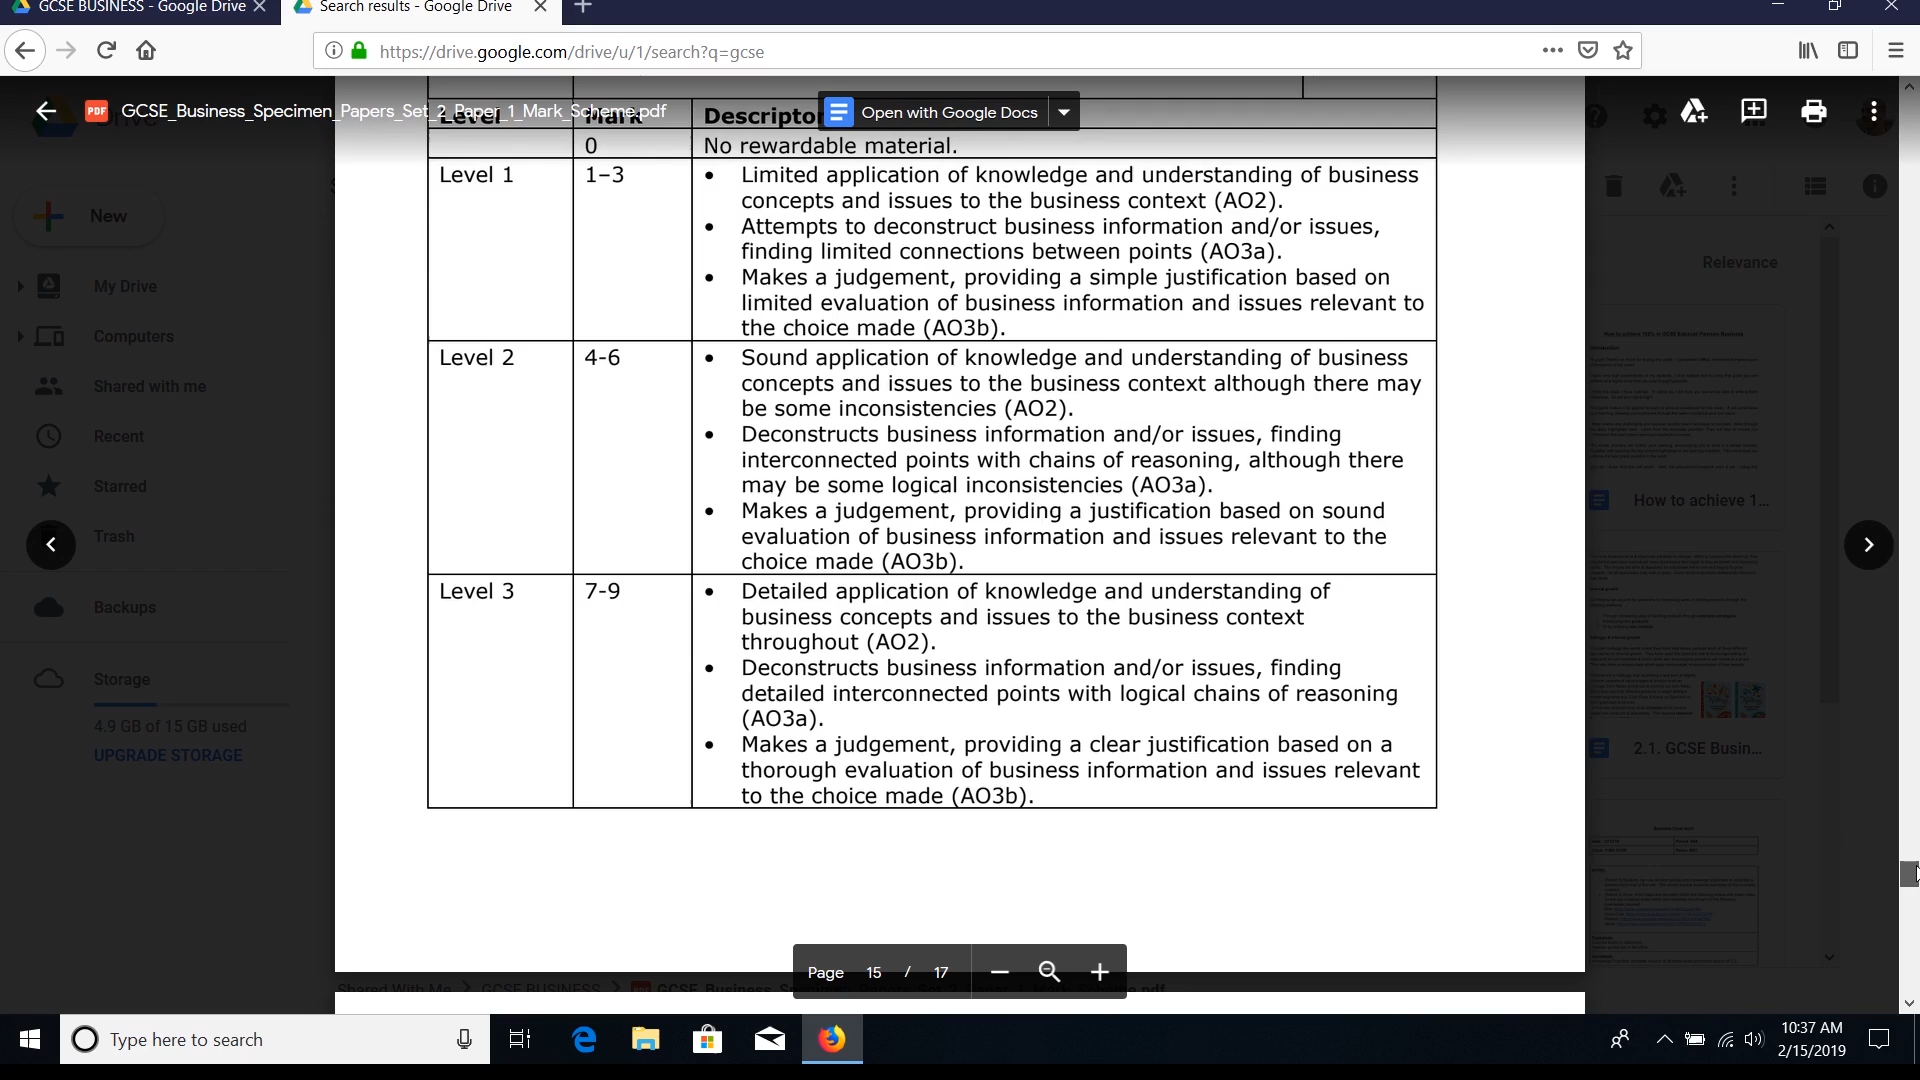 GCSE BUSINESS - Google Drive
Search results - Google Drive
https://drive.google.com/drive/u/1/search?q=gcse
PDF GCSE_Business_Specimen_Papers_Set_2_Paper_1_Mark_Scheme.pdf
Open with Google Docs
Level Mark Descripto
0 No rewardable material.
Level 1 1–3 • Limited application of knowledge and understanding of business
concepts and issues to the business context (AO2).
• Attempts to deconstruct business information and/or issues,
finding limited connections between points (AO3a).
• Makes a judgement, providing a simple justification based on
limited evaluation of business information and issues relevant to
the choice made (AO3b).
Level 2 4-6 • Sound application of knowledge and understanding of business
concepts and issues to the business context although there may
be some inconsistencies (AO2).
• Deconstructs business information and/or issues, finding
interconnected points with chains of reasoning, although there
may be some logical inconsistencies (AO3a).
• Makes a judgement, providing a justification based on sound
evaluation of business information and issues relevant to the
choice made (AO3b).
Level 3 7-9 • Detailed application of knowledge and understanding of
business concepts and issues to the business context
throughout (AO2).
• Deconstructs business information and/or issues, finding
detailed interconnected points with logical chains of reasoning
(AO3a).
• Makes a judgement, providing a clear justification based on a
thorough evaluation of business information and issues relevant
to the choice made (AO3b).
New
My Drive
Computers
Shared with me
Recent
Starred
Trash
Backups
Storage
4.9 GB of 15 GB used
UPGRADE STORAGE
Relevance
How to achieve 1...
2.1. GCSE Busin...
Page 15 / 17
Shared With Me > GCSE BUSINESS > GCSE_Business_Specimen_Papers_Set_2_Paper_1_Mark_Scheme.pdf
Type here to search
10:37 AM
2/15/2019